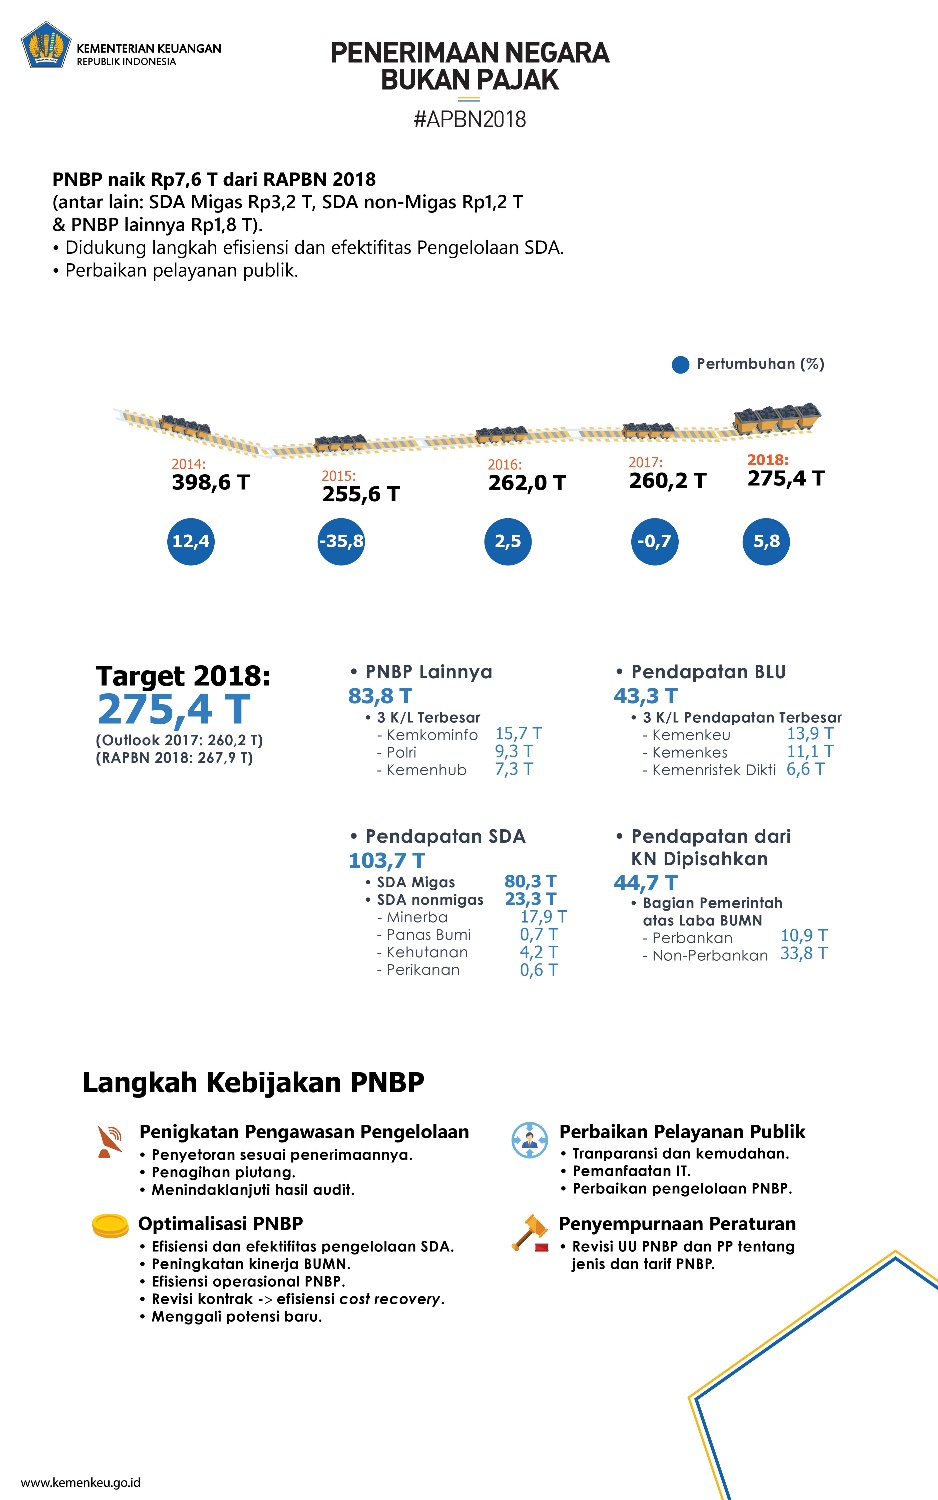 KEMENTERIAN KEUANGAN
REPUBLIK INDONESIA
PENERIMAAN NEGARA
BUKAN PAJAK
#APBN2018
PNBP naik Rp7,6 T dari RAPBN 2018
(antar lain: SDA Migas Rp3,2 T, SDA non-Migas Rp1,2 T
& PNBP lainnya Rp1,8 T).
• Didukung langkah efisiensi dan efektifitas Pengelolaan SDA.
• Perbaikan pelayanan publik.
Pertumbuhan (%)
2014:
398,6 T
12,4
2015:
255,6 T
-35,8
2016:
262,0 T
2,5
2017:
260,2 T
-0,7
2018:
275,4 T
5,8
Target 2018:
275,4 T
(Outlook 2017: 260,2 T)
(RAPBN 2018: 267,9 T)
• PNBP Lainnya
83,8 T
• 3 K/L Terbesar
- Kemkominfo 15,7 T
- Polri 9,3 T
- Kemenhub 7,3 T
• Pendapatan BLU
43,3 T
• 3 K/L Pendapatan Terbesar
- Kemenkeu 13,9 T
- Kemenkes 11,1 T
- Kemenristek Dikti 6,6 T
• Pendapatan SDA
103,7 T
• SDA Migas 80,3 T
• SDA nonmigas 23,3 T
- Minerba 17,9 T
- Panas Bumi 0,7 T
- Kehutanan 4,2 T
- Perikanan 0,6 T
• Pendapatan dari
KN Dipisahkan
44,7 T
• Bagian Pemerintah
atas Laba BUMN
- Perbankan 10,9 T
- Non-Perbankan 33,8 T
Langkah Kebijakan PNBP
Penigkatan Pengawasan Pengelolaan
• Penyetoran sesuai penerimaannya.
• Penagihan piutang.
• Menindaklanjuti hasil audit.
Optimalisasi PNBP
• Efisiensi dan efektifitas pengelolaan SDA.
• Peningkatan kinerja BUMN.
• Efisiensi operasional PNBP.
• Revisi kontrak -> efisiensi cost recovery.
• Menggali potensi baru.
Perbaikan Pelayanan Publik
• Tranparansi dan kemudahan.
• Pemanfaatan IT.
• Perbaikan pengelolaan PNBP.
Penyempurnaan Peraturan
• Revisi UU PNBP dan PP tentang
jenis dan tarif PNBP.
www.kemenkeu.go.id